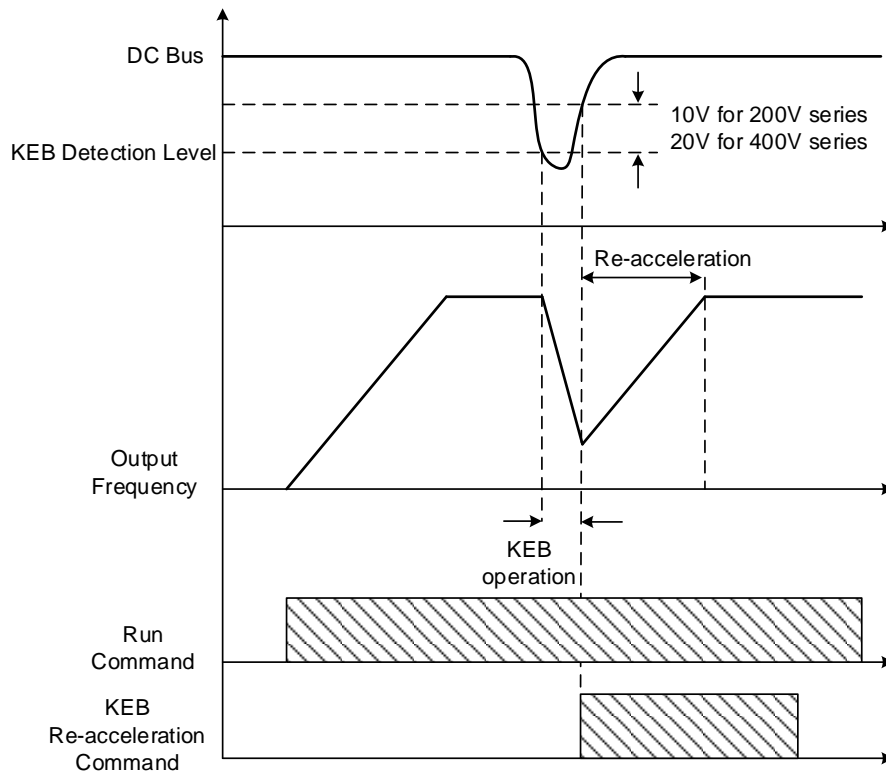 DC Bus
10V for 200V series
20V for 400V series
KEB Detection Level
Re-acceleration
Output
Frequency
KEB
operation
Run
Command
KEB
Re-acceleration
Command